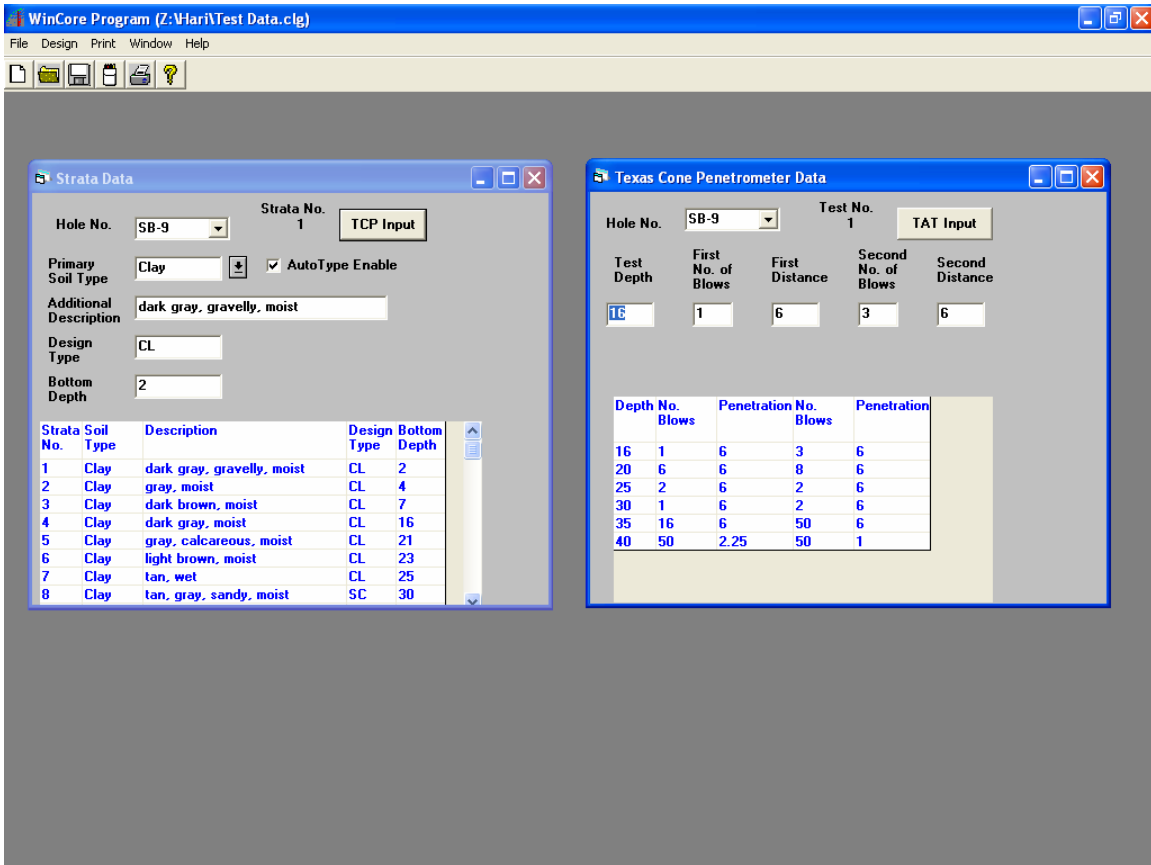 WinCore Program (Z:\Hari\Test Data.clg)
File Design Print Window Help
Strata Data
Hole No. SB-9 Strata No. 1 TCP Input
Primary Soil Type Clay AutoType Enable
Additional Description dark gray, gravelly, moist
Design Type CL
Bottom Depth 2
Strata No. Soil Type Description Design Type Bottom Depth
1 Clay dark gray, gravelly, moist CL 2
2 Clay gray, moist CL 4
3 Clay dark brown, moist CL 7
4 Clay dark gray, moist CL 16
5 Clay gray, calcareous, moist CL 21
6 Clay light brown, moist CL 23
7 Clay tan, wet CL 25
8 Clay tan, gray, sandy, moist SC 30
Texas Cone Penetrometer Data
Hole No. SB-9 Test No. 1 TAT Input
Test Depth First No. of Blows First Distance Second No. of Blows Second Distance
16 1 6 3 6
Depth No. Blows Penetration No. Blows Penetration
16 1 6 3 6
20 6 6 8 6
25 2 6 2 6
30 1 6 2 6
35 16 6 50 6
40 50 2.25 50 1